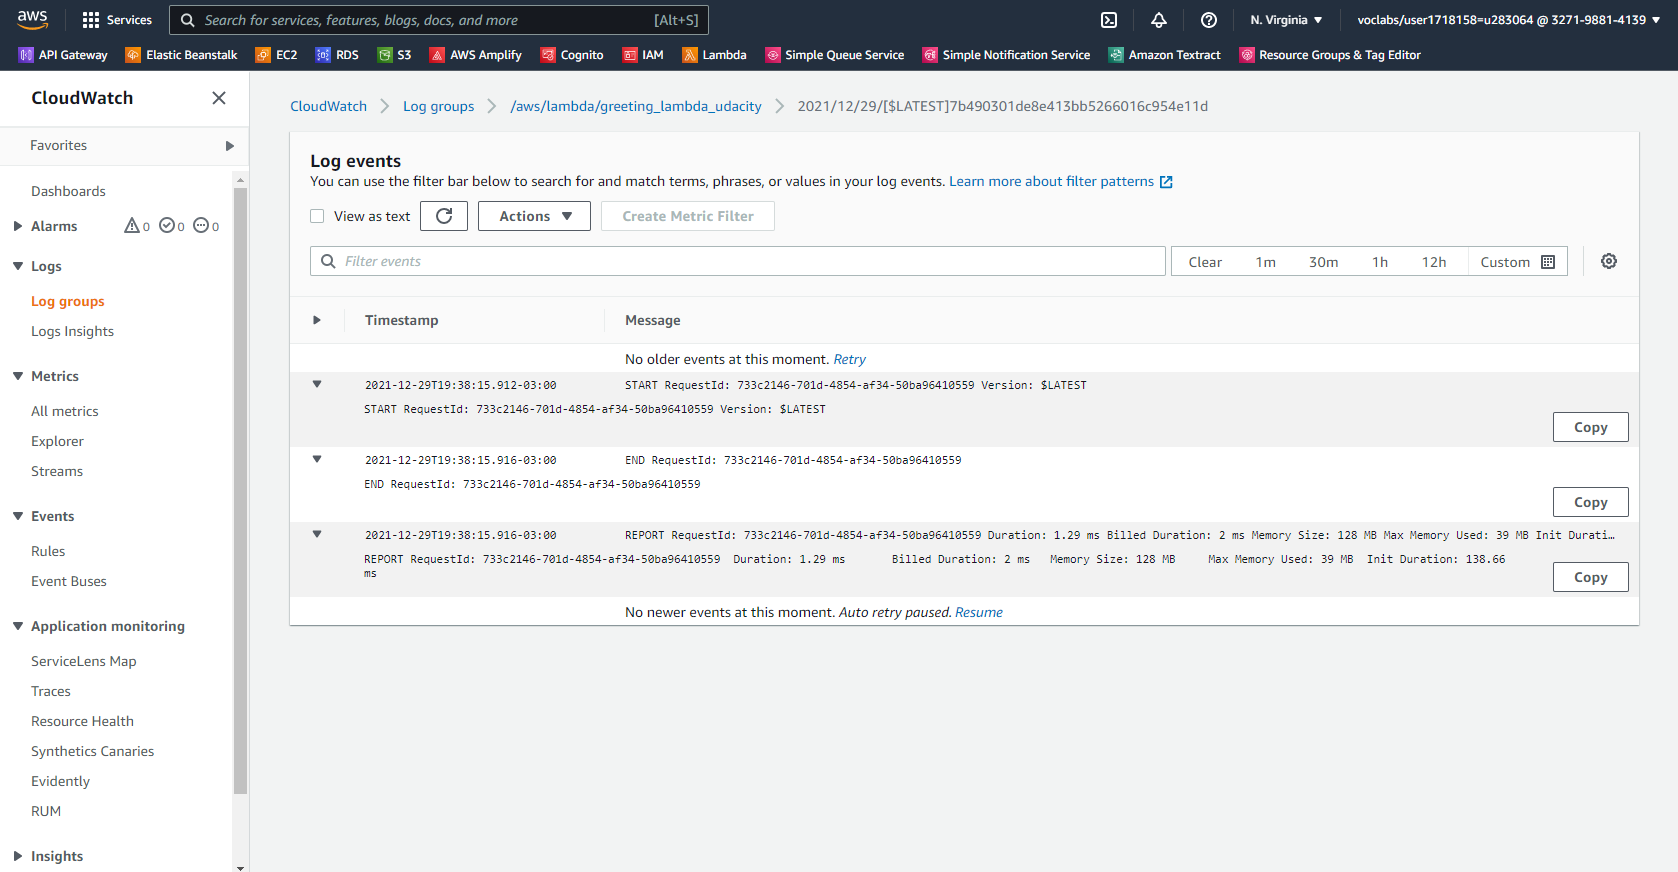 aws
Services
Search for services, features, blogs, docs, and more [Alt+S]
N. Virginia
voclabs/user1718158=u283064 @ 3271-9881-4139
API Gateway Elastic Beanstalk EC2 RDS S3 AWS Amplify Cognito IAM Lambda Simple Queue Service Simple Notification Service Amazon Textract Resource Groups & Tag Editor
CloudWatch
Favorites
Dashboards
Alarms 0 0 0
Logs
Log groups
Logs Insights
Metrics
All metrics
Explorer
Streams
Events
Rules
Event Buses
Application monitoring
ServiceLens Map
Traces
Resource Health
Synthetics Canaries
Evidently
RUM
Insights
CloudWatch Log groups /aws/lambda/greeting_lambda_udacity 2021/12/29/[$LATEST]7b490301de8e413bb5266016c954e11d
Log events
You can use the filter bar below to search for and match terms, phrases, or values in your log events. Learn more about filter patterns
View as text Actions Create Metric Filter
Filter events Clear 1m 30m 1h 12h Custom
Timestamp Message
No older events at this moment. Retry
2021-12-29T19:38:15.912-03:00 START RequestId: 733c2146-701d-4854-af34-50ba96410559 Version: $LATEST
START RequestId: 733c2146-701d-4854-af34-50ba96410559 Version: $LATEST
Copy
2021-12-29T19:38:15.916-03:00 END RequestId: 733c2146-701d-4854-af34-50ba96410559
END RequestId: 733c2146-701d-4854-af34-50ba96410559
Copy
2021-12-29T19:38:15.916-03:00 REPORT RequestId: 733c2146-701d-4854-af34-50ba96410559 Duration: 1.29 ms Billed Duration: 2 ms Memory Size: 128 MB Max Memory Used: 39 MB Init Durati…
REPORT RequestId: 733c2146-701d-4854-af34-50ba96410559 Duration: 1.29 ms Billed Duration: 2 ms Memory Size: 128 MB Max Memory Used: 39 MB Init Duration: 138.66
ms
Copy
No newer events at this moment. Auto retry paused. Resume